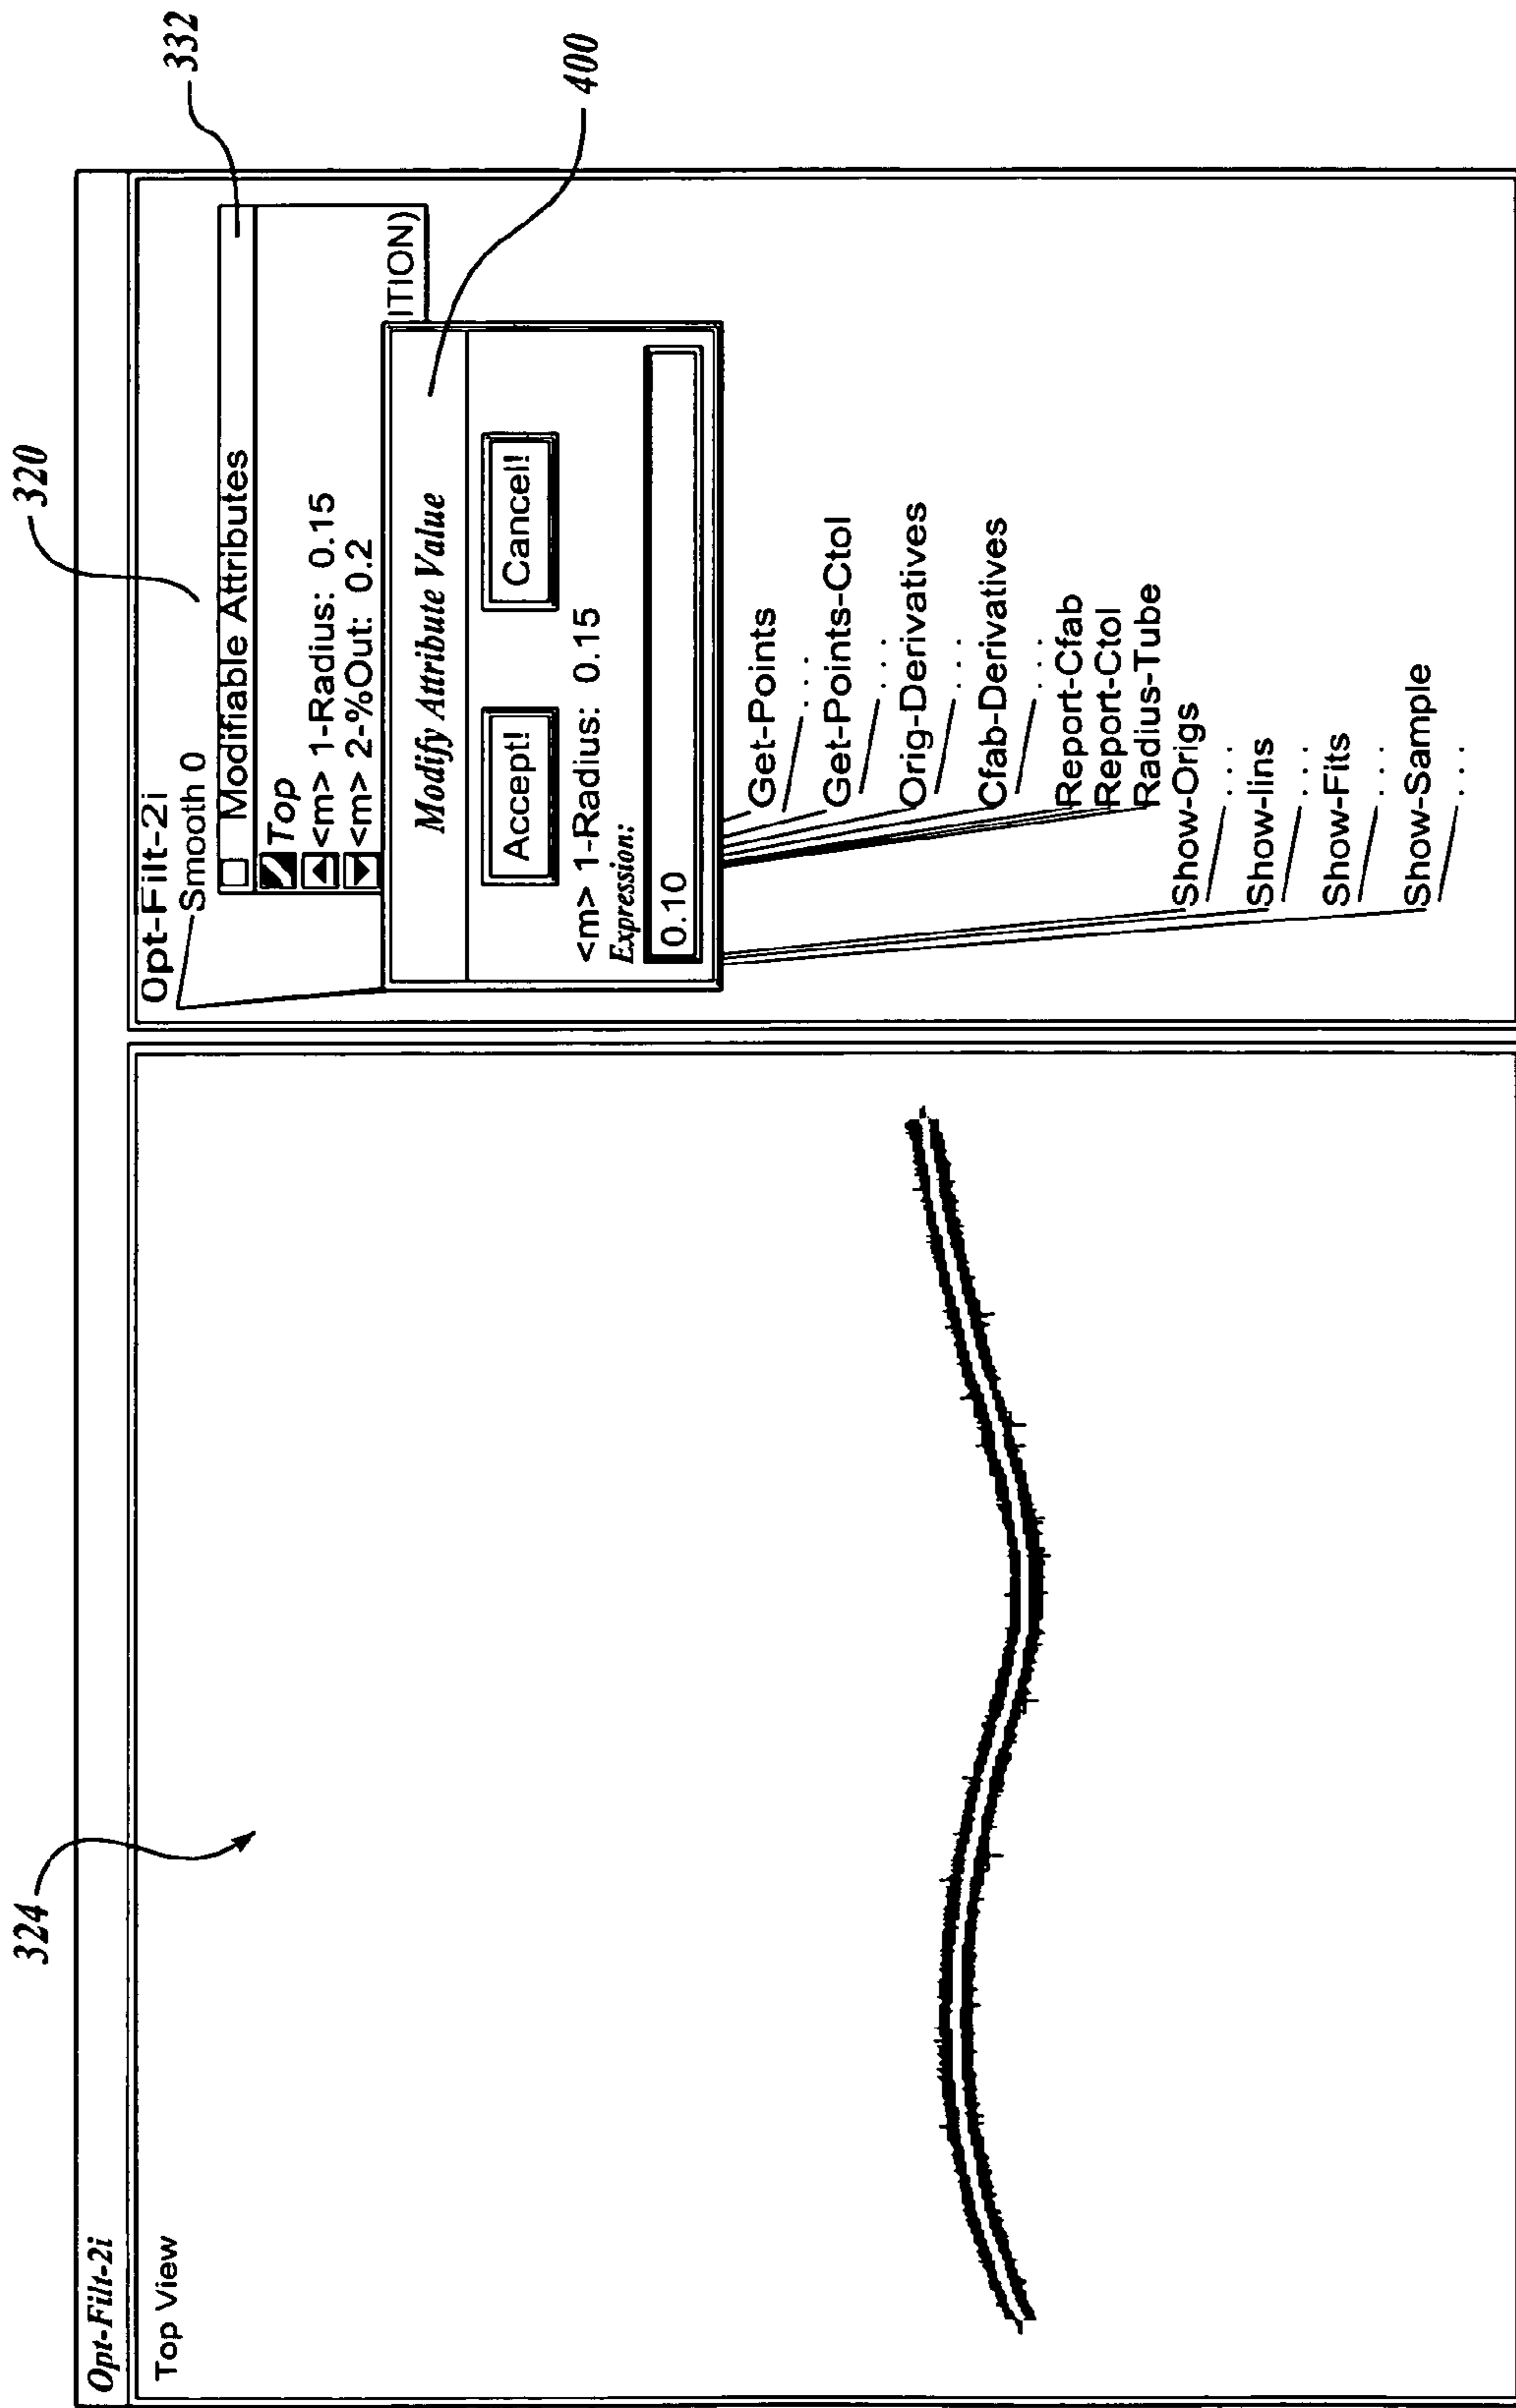 324
320
332
400
Opt-Filt-2i
Top View
Opt-Filt-2i
Smooth 0
Modifiable Attributes
Top
<m> 1-Radius: 0.15
<m> 2-%Out: 0.2
ITION)
Modify Attribute Value
Accept!
Cancel!
<m> 1-Radius: 0.15
Expression:
0.10
Get-Points
...
Get-Points-Ctol
...
Orig-Derivatives
...
Cfab-Derivatives
...
Report-Cfab
Report-Ctol
Radius-Tube
Show-Origs
...
Show-lins
...
Show-Fits
...
Show-Sample
...